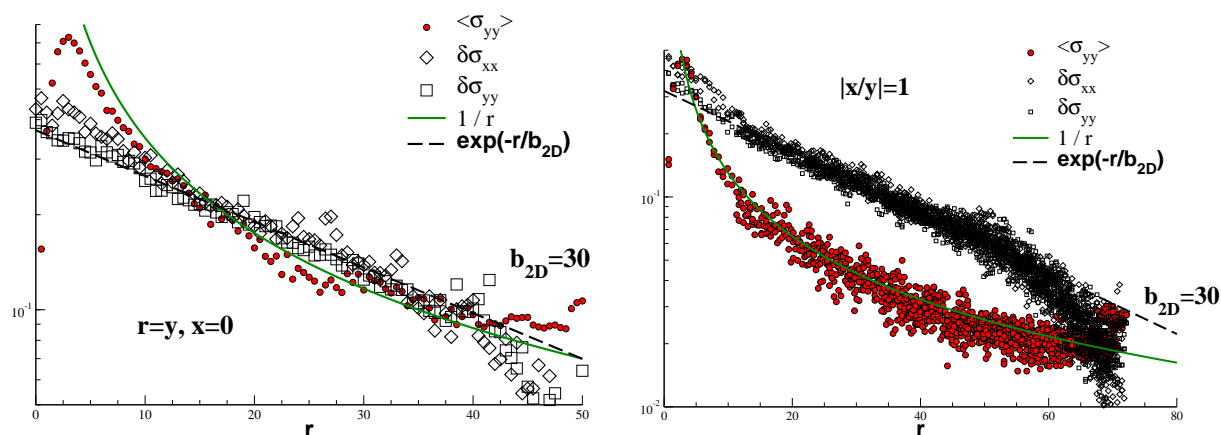 <σyy>
δσxx
δσyy
1 / r
exp(-r/b2D)
b2D=30
r=y, x=0
10-1
0
10
20
30
40
50
r
<σyy>
δσxx
δσyy
1 / r
exp(-r/b2D)
|x/y|=1
b2D=30
10-1
10-2
0
20
40
60
80
r